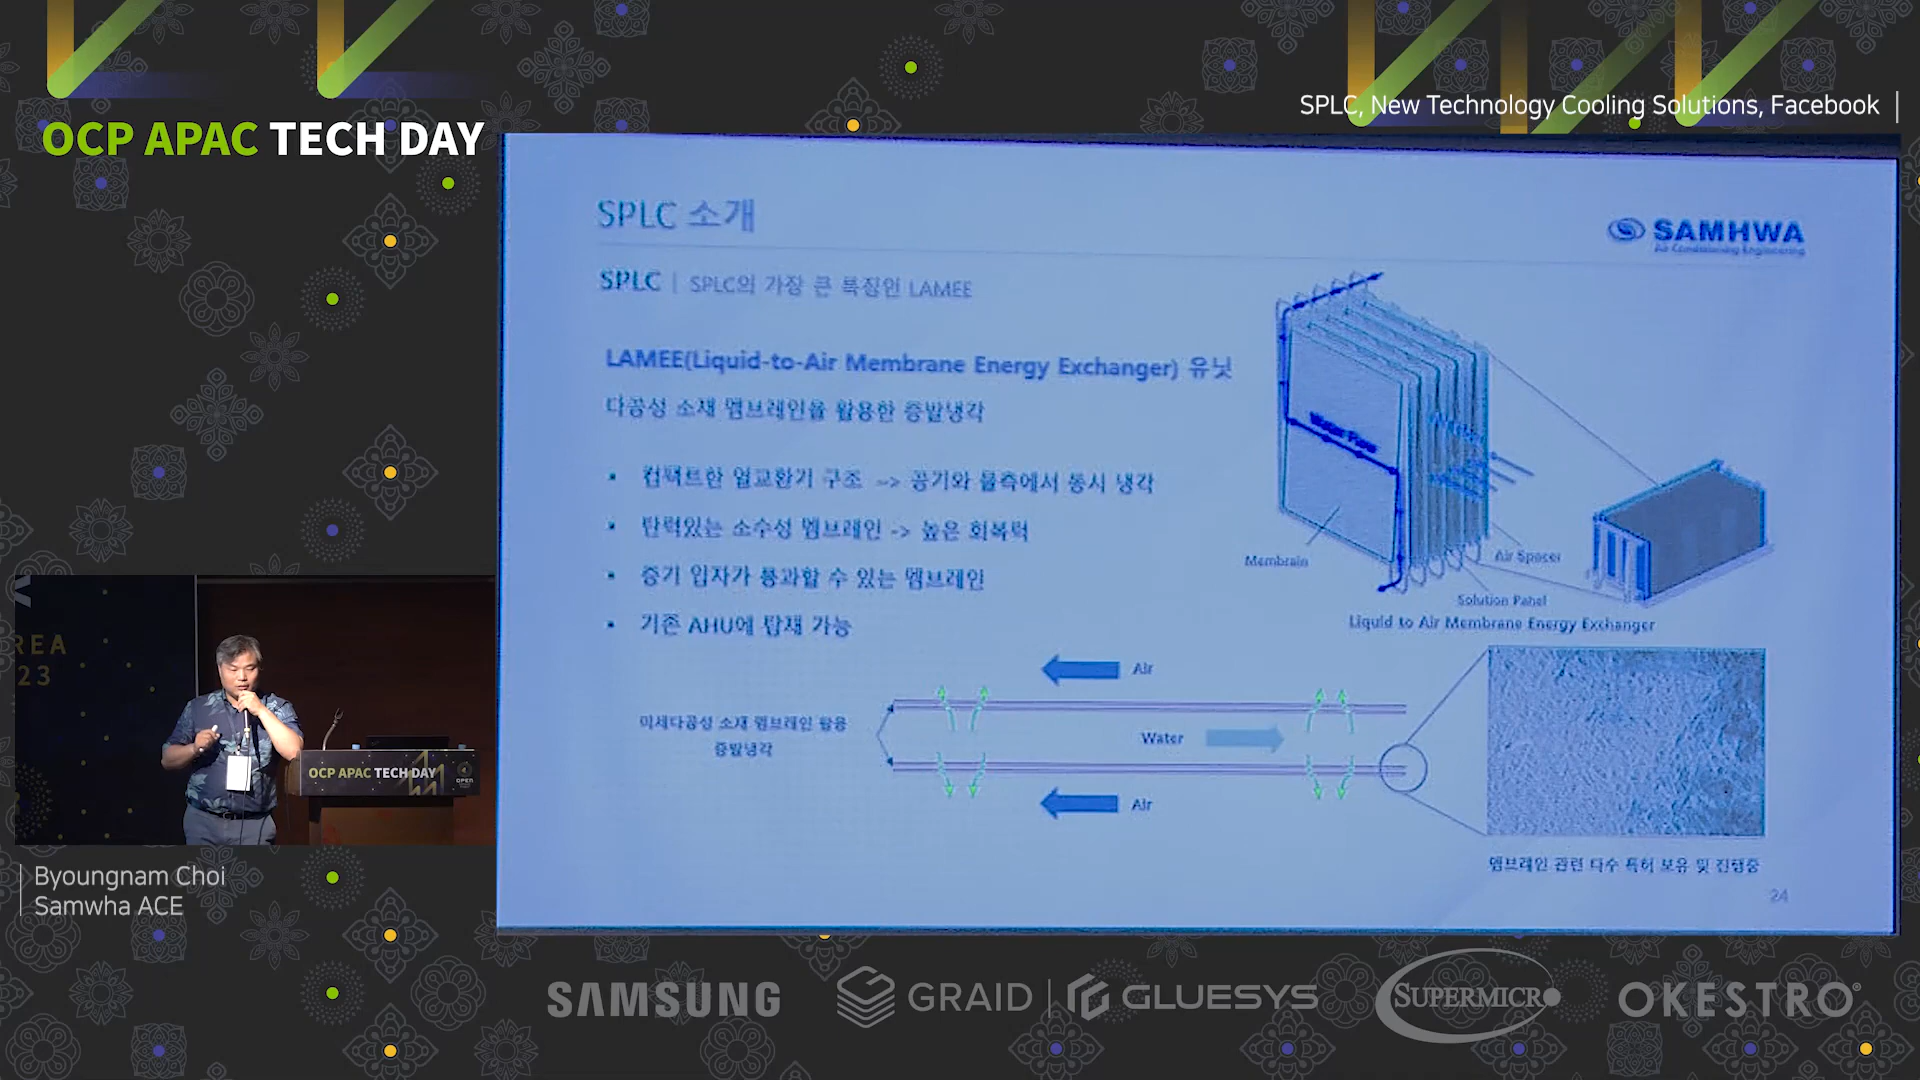 OCP APAC TECH DAY
SPLC, New Technology Cooling Solutions, Facebook
SPLC 소개
SAMHWA
Air Conditioning Engineering
SPLC | SPLC의 가장 큰 특징인 LAMEE
LAMEE(Liquid-to-Air Membrane Energy Exchanger) 유닛
다공성 소재 멤브레인을 활용한 증발냉각
컴팩트한 열교환기 구조 -> 공기와 물측에서 동시 냉각
탄력있는 소수성 멤브레인 -> 높은 회복력
증기 입자가 통과할 수 있는 멤브레인
기존 AHU에 탑재 가능
Water Flow
Membrain
Air Spacer
Solution Panel
Liquid to Air Membrane Energy Exchanger
Air
미세다공성 소재 멤브레인 활용
증발냉각
Water
Air
멤브레인 관련 다수 특허 보유 및 진행중
24
REA
23
OCP APAC TECH DAY
OPEN
Byoungnam Choi
Samwha ACE
SAMSUNG
GRAID
GLUESYS
SUPERMICRO
OKESTRO